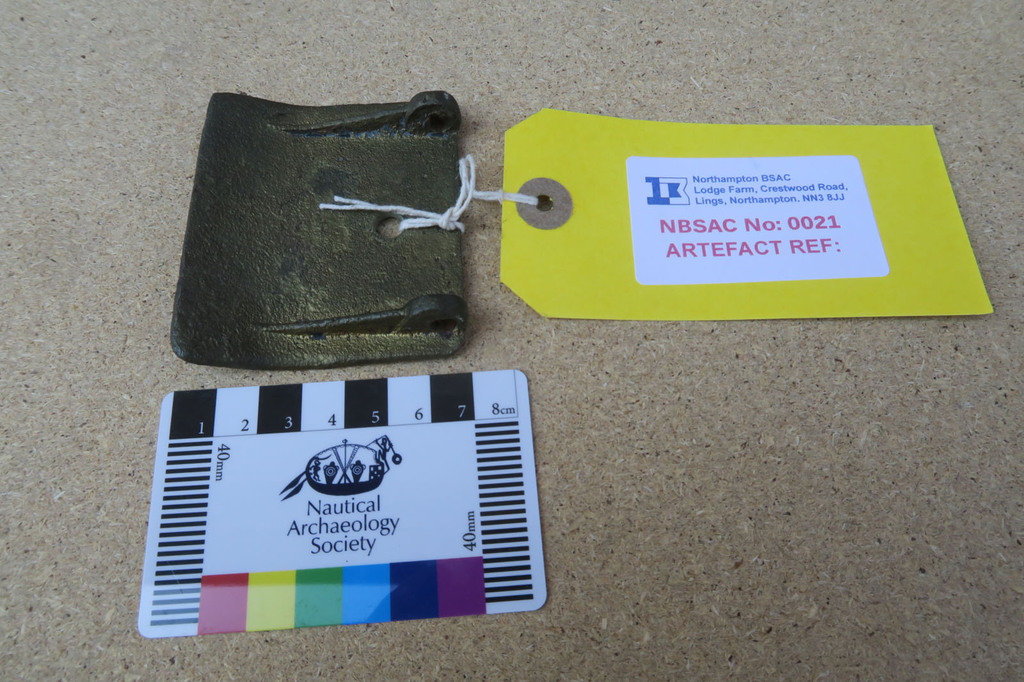 Northampton BSAC
Lodge Farm, Crestwood Road,
Lings, Northampton, NN3 8JJ
NBSAC No: 0021
ARTEFACT REF:
1 2 3 4 5 6 7 8cm
40mm
Nautical
Archaeology
Society
40mm